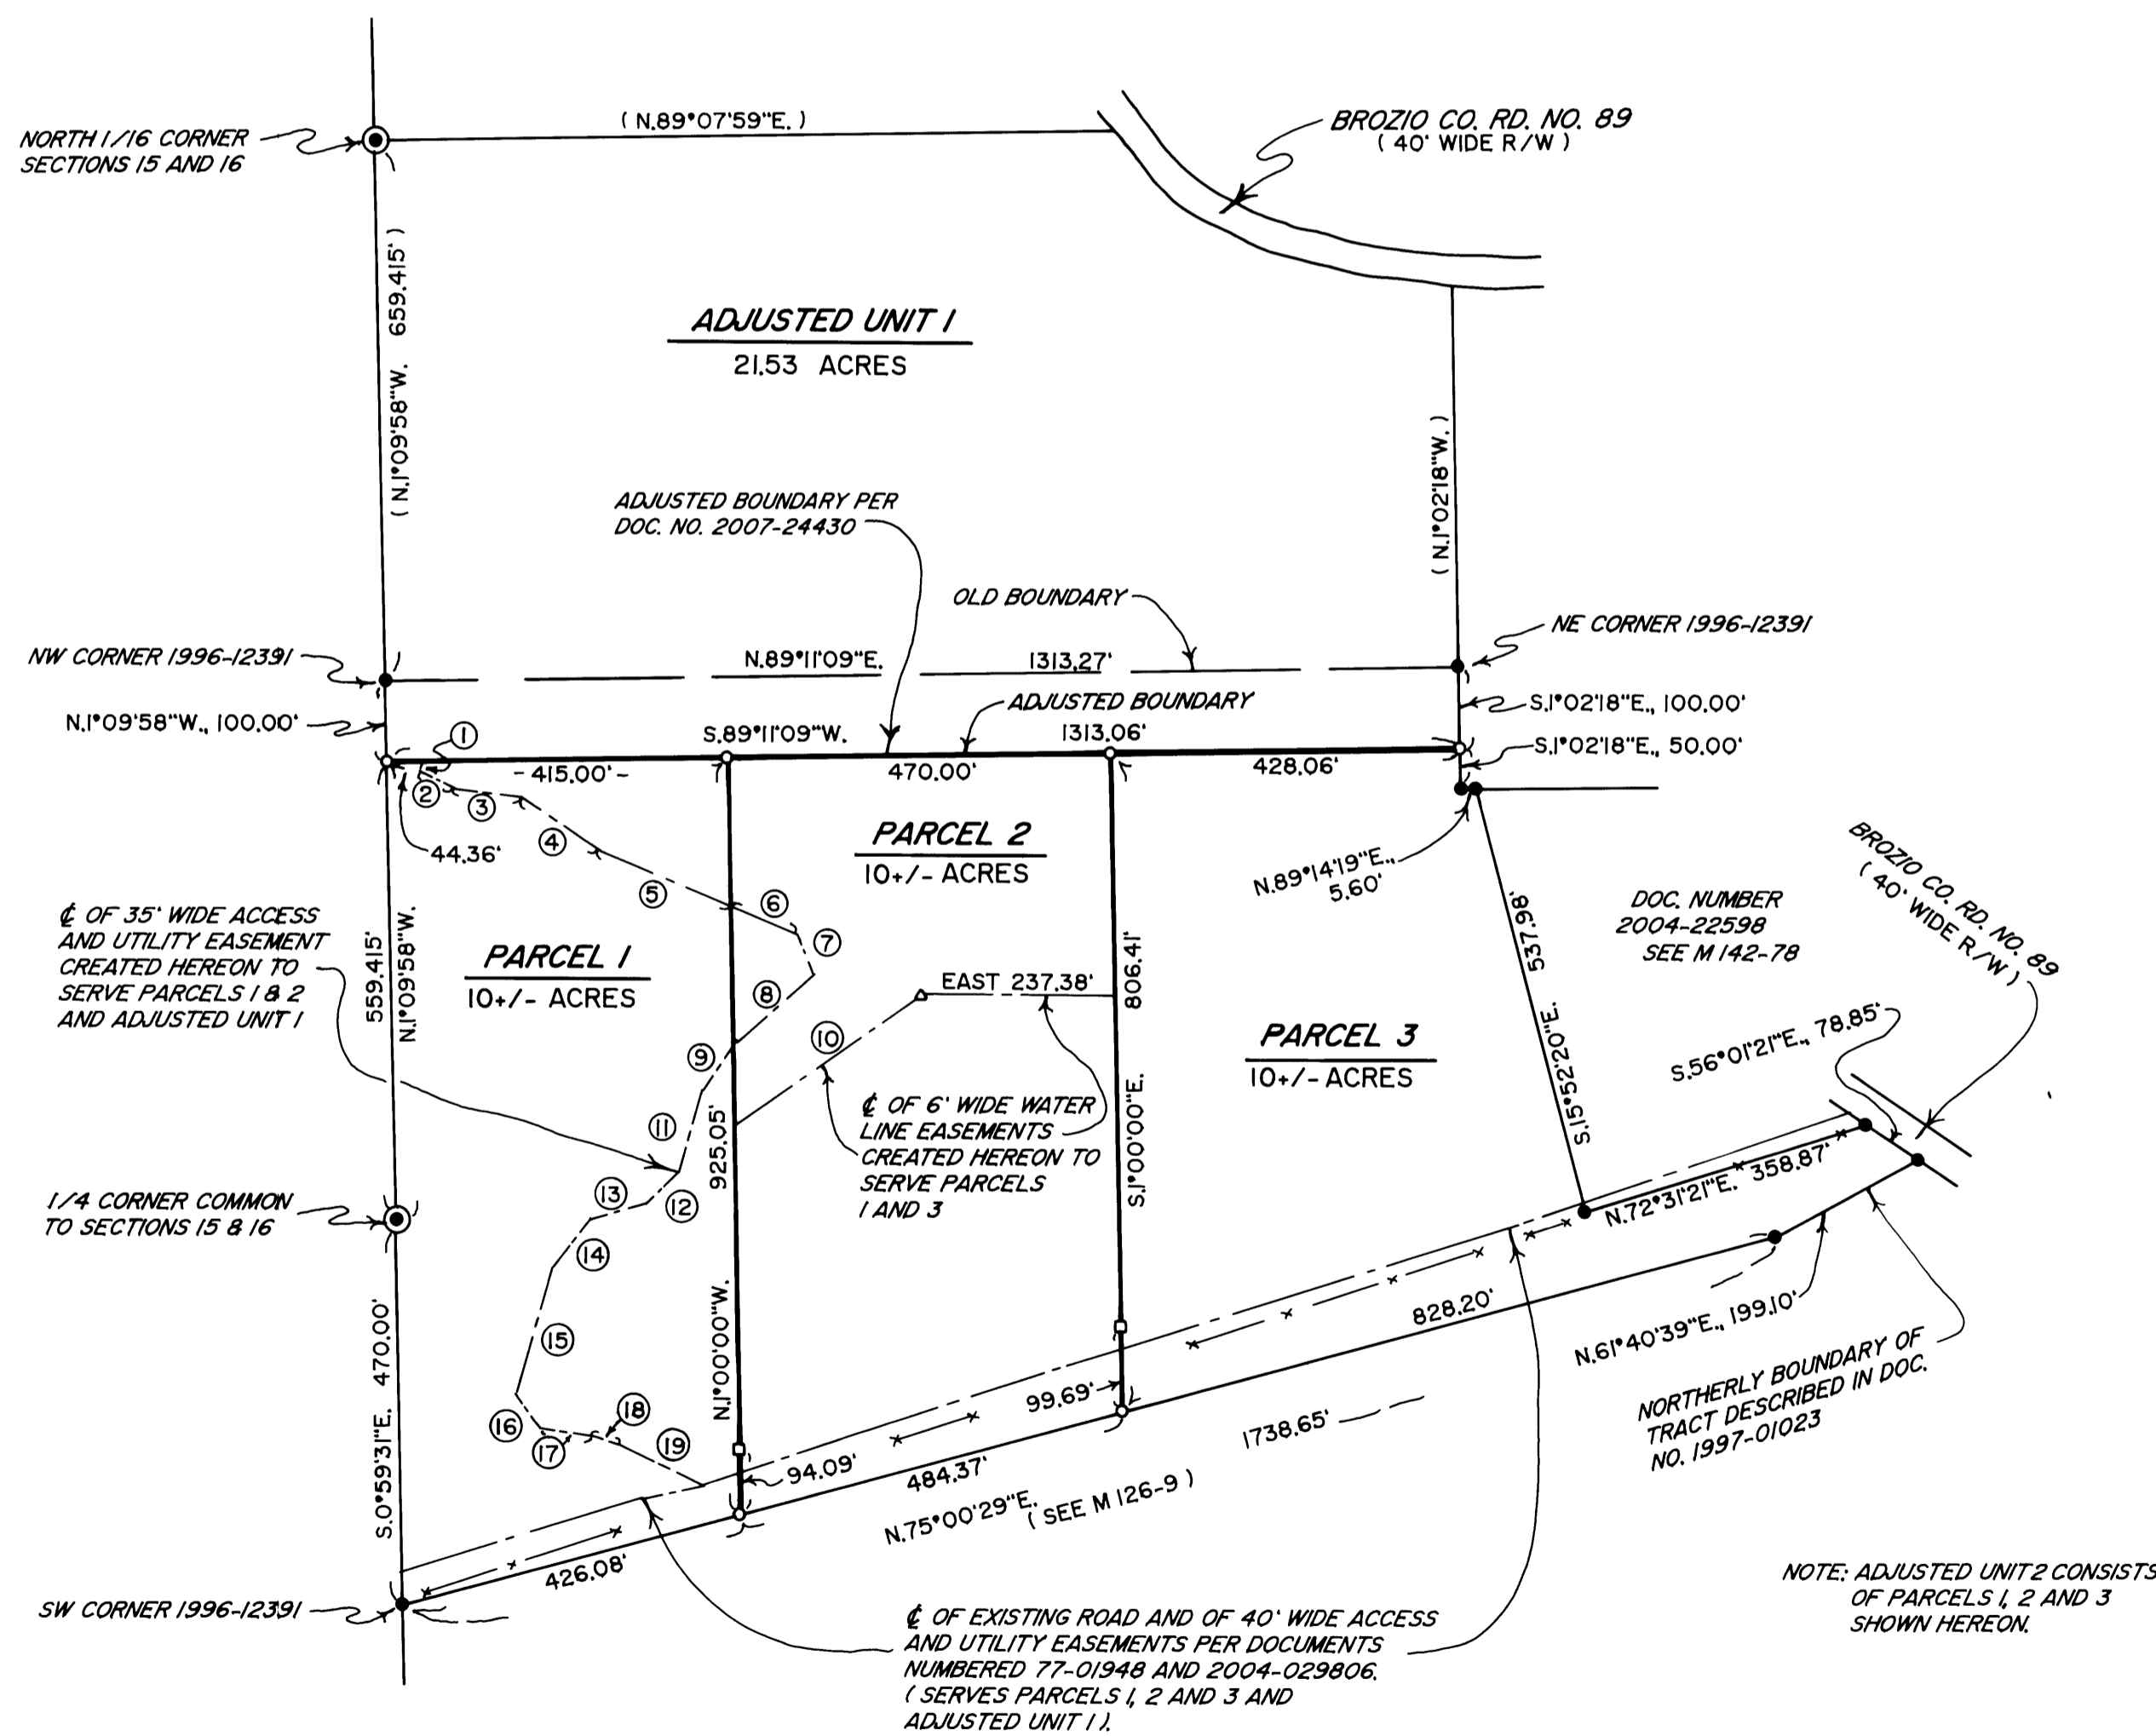 ( N.89°07'59"E. )
BROZIO CO. RD. NO. 89
( 40' WIDE R/W )
NORTH 1/16 CORNER
SECTIONS 15 AND 16
( N.1°09'58"W. 659.415' )
ADJUSTED UNIT 1
21.53 ACRES
( N.1°02'18"W. )
ADJUSTED BOUNDARY PER
DOC. NO. 2007-24430
OLD BOUNDARY
NE CORNER 1996-12391
NW CORNER 1996-12391
N.89°11'09"E. 1313.27'
ADJUSTED BOUNDARY
S.1°02'18"E., 100.00'
N.1°09'58"W., 100.00'
1
S.89°11'09"W. 1313.06'
S.1°02'18"E., 50.00'
415.00'
470.00'
428.06'
2
3
4
44.36'
PARCEL 2
10+/- ACRES
N.89°14'19"E.,
5.60'
BROZIO CO. RD. NO. 89
( 40' WIDE R/W )
5
6
7
537.98'
S.15°52'20"E.
DOC. NUMBER
2004-22598
SEE M 142-78
℄ OF 35' WIDE ACCESS
AND UTILITY EASEMENT
CREATED HEREON TO
SERVE PARCELS 1 & 2
AND ADJUSTED UNIT 1
559.415'
N.1°09'58"W.
PARCEL 1
10+/- ACRES
8
EAST 237.38'
806.41'
S.1°00'00"E.
9
10
PARCEL 3
10+/- ACRES
S.56°01'21"E., 78.85'
℄ OF 6' WIDE WATER
LINE EASEMENTS
CREATED HEREON TO
SERVE PARCELS
1 AND 3
11
925.05'
N.1°00'00"W.
N.72°31'21"E. 358.87'
1/4 CORNER COMMON
TO SECTIONS 15 & 16
13
12
14
15
S.0°59'31"E. 470.00'
828.20'
N.61°40'39"E., 199.10'
NORTHERLY BOUNDARY OF
TRACT DESCRIBED IN DOC.
NO. 1997-01023
99.69'
1738.65'
16
17
18
19
94.09'
484.37'
N.75°00'29"E.
( SEE M 126-9 )
426.08'
SW CORNER 1996-12391
NOTE: ADJUSTED UNIT 2 CONSISTS
OF PARCELS 1, 2 AND 3
SHOWN HEREON.
℄ OF EXISTING ROAD AND OF 40' WIDE ACCESS
AND UTILITY EASEMENTS PER DOCUMENTS
NUMBERED 77-01948 AND 2004-029806.
( SERVES PARCELS 1, 2 AND 3 AND
ADJUSTED UNIT 1 ).